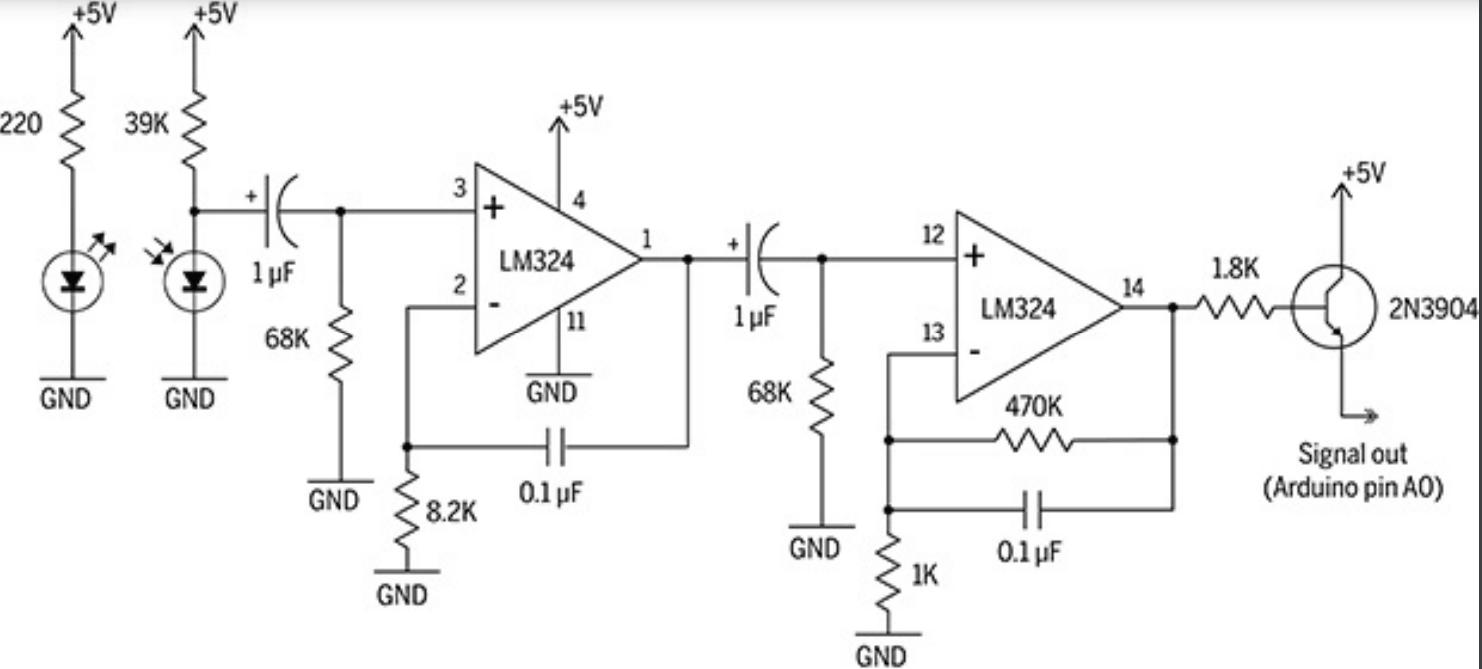 +5V
+5V
220
39K
+
1 µF
68K
GND
GND
GND
+5V
3
+
4
LM324
1
2
-
11
GND
0.1 µF
8.2K
GND
+
1 µF
68K
GND
12
+
LM324
14
13
-
470K
0.1 µF
1K
GND
1.8K
+5V
2N3904
Signal out
(Arduino pin A0)